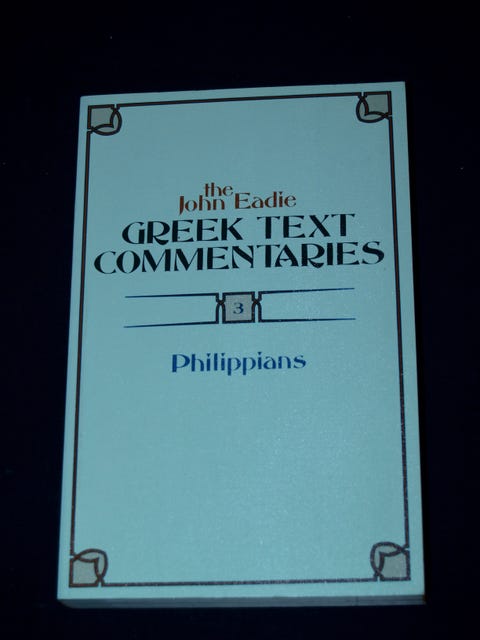 the
John Eadie
GREEK TEXT
COMMENTARIES
3
Philippians